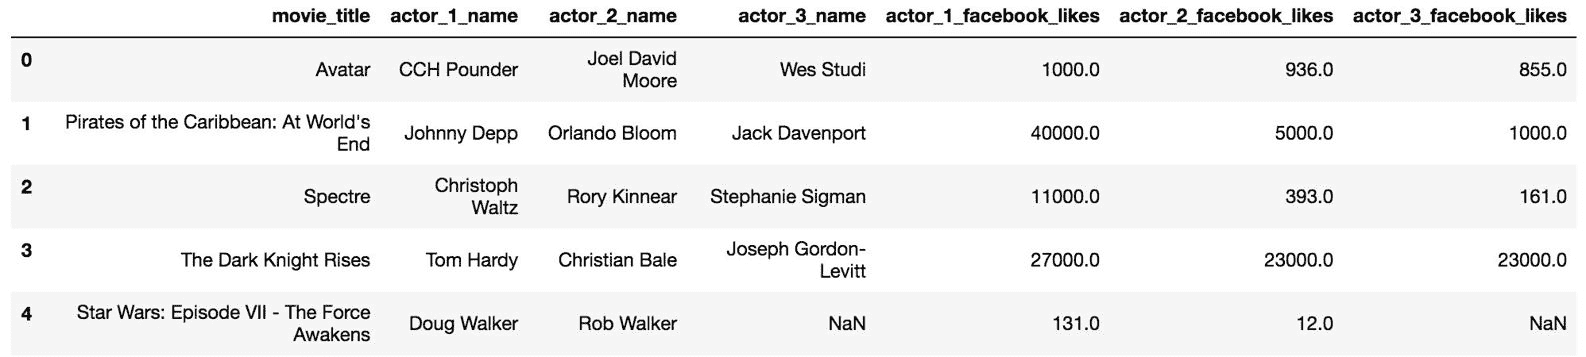 movie_title actor_1_name actor_2_name actor_3_name actor_1_facebook_likes actor_2_facebook_likes actor_3_facebook_likes
0 Avatar CCH Pounder Joel David Moore Wes Studi 1000.0 936.0 855.0
1 Pirates of the Caribbean: At World's End Johnny Depp Orlando Bloom Jack Davenport 40000.0 5000.0 1000.0
2 Spectre Christoph Waltz Rory Kinnear Stephanie Sigman 11000.0 393.0 161.0
3 The Dark Knight Rises Tom Hardy Christian Bale Joseph Gordon-Levitt 27000.0 23000.0 23000.0
4 Star Wars: Episode VII - The Force Awakens Doug Walker Rob Walker NaN 131.0 12.0 NaN